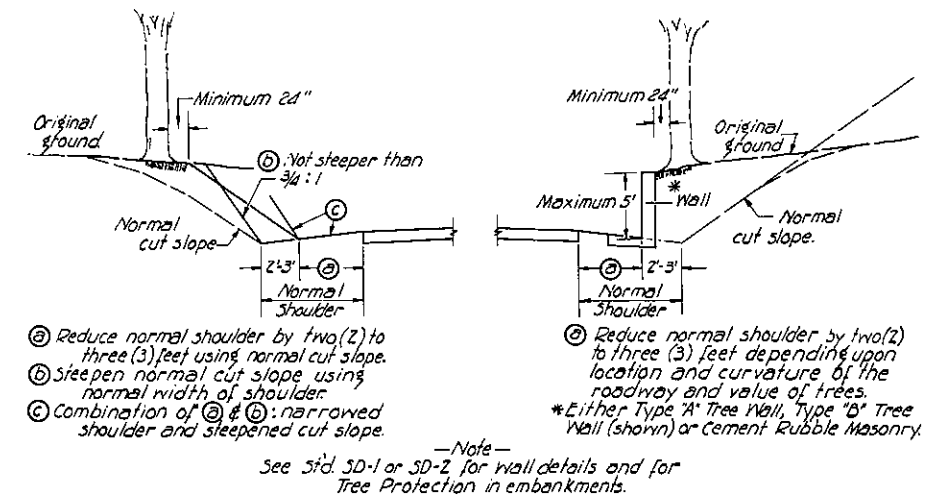 Minimum 24"
Original
ground
ⓑ Not steeper than
3/4 : 1
ⓒ
Normal
cut slope
2'-3'
ⓐ
Normal
Shoulder
Minimum 24"
Original
ground
*
Maximum 5'
Wall
Normal
cut slope.
ⓐ
2'-3'
Normal
Shoulder
ⓐ Reduce normal shoulder by two (2) to
three (3) feet using normal cut slope.
ⓑ Steepen normal cut slope using
normal width of shoulder.
ⓒ Combination of ⓐ & ⓑ: narrowed
shoulder and steepened cut slope.
ⓐ Reduce normal shoulder by two (2)
to three (3) feet depending upon
location and curvature of the
roadway and value of trees.
* Either Type "A" Tree Wall, Type "B" Tree
Wall (shown) or Cement Rubble Masonry.
—Note—
See Std. SD-1 or SD-2 for wall details and for
Tree Protection in embankments.